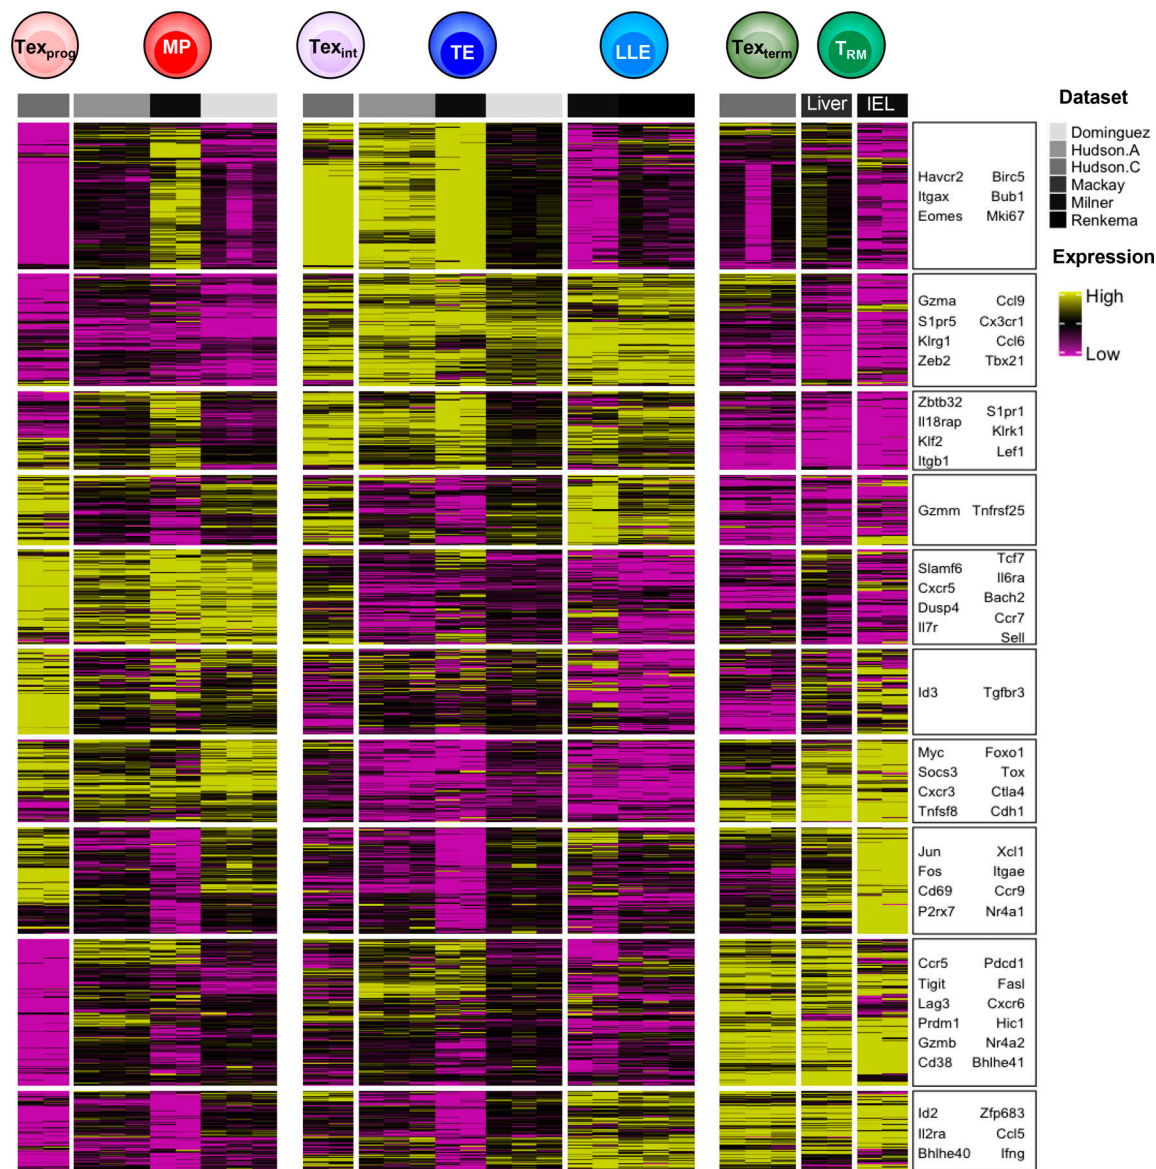 Tex prog MP Tex int TE LLE Tex term T RM
Liver IEL
Dataset
Dominguez
Hudson.A
Hudson.C
Mackay
Milner
Renkema
Expression
High
Low
Havcr2 Birc5
Itgax Bub1
Eomes Mki67
Gzma Ccl9
S1pr5 Cx3cr1
Klrg1 Ccl6
Zeb2 Tbx21
Zbtb32
S1pr1
Il18rap
Klrk1
Klf2
Lef1
Itgb1
Gzmm Tnfrsf25
Tcf7
Slamf6
Il6ra
Cxcr5
Bach2
Dusp4
Ccr7
Il7r
Sell
Id3 Tgfbr3
Myc Foxo1
Socs3 Tox
Cxcr3 Ctla4
Tnfsf8 Cdh1
Jun Xcl1
Fos Itgae
Cd69 Ccr9
P2rx7 Nr4a1
Ccr5 Pdcd1
Tigit Fasl
Lag3 Cxcr6
Prdm1 Hic1
Gzmb Nr4a2
Cd38 Bhlhe41
Id2 Zfp683
Il2ra Ccl5
Bhlhe40 Ifng